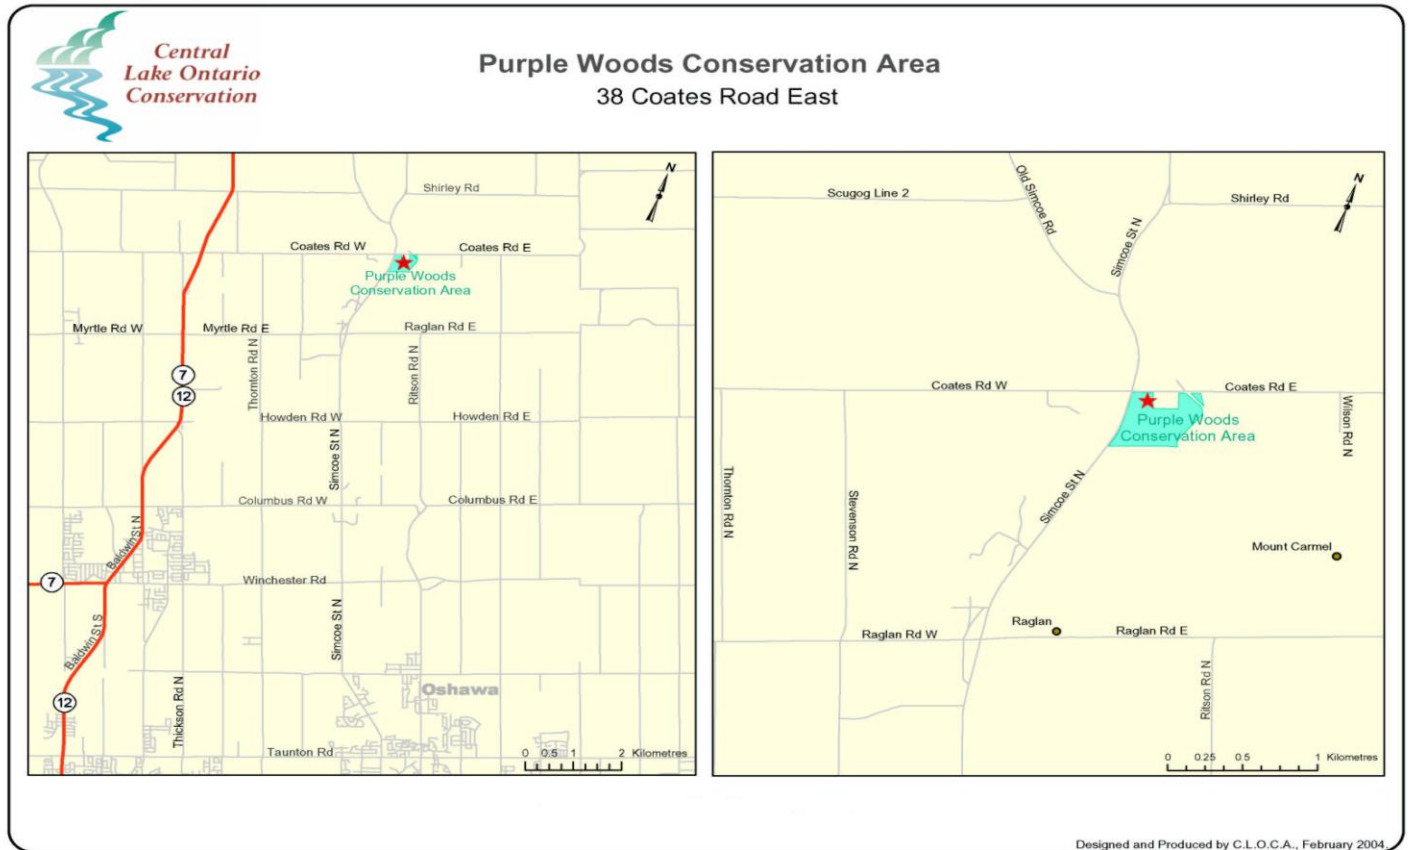 Central
Lake Ontario
Conservation
Purple Woods Conservation Area
38 Coates Road East
N
Shirley Rd
Coates Rd W
Coates Rd E
Purple Woods
Conservation Area
Myrtle Rd W
Myrtle Rd E
Raglan Rd E
Thornton Rd N
Ritson Rd N
7
12
Howden Rd W
Howden Rd E
Simcoe St N
Columbus Rd W
Columbus Rd E
Baldwin St N
7
Winchester Rd
Simcoe St N
Baldwin St S
12
Thickson Rd N
Oshawa
Taunton Rd
0 0.5 1 2 Kilometres
N
Scugog Line 2
Old Simcoe Rd
Simcoe St N
Shirley Rd
Coates Rd W
Coates Rd E
Purple Woods
Conservation Area
Wilson Rd N
Thornton Rd N
Stevenson Rd N
Simcoe St N
Mount Carmel
Raglan
Raglan Rd W
Raglan Rd E
Ritson Rd N
0 0.25 0.5 1 Kilometres
Designed and Produced by C.L.O.C.A., February 2004.